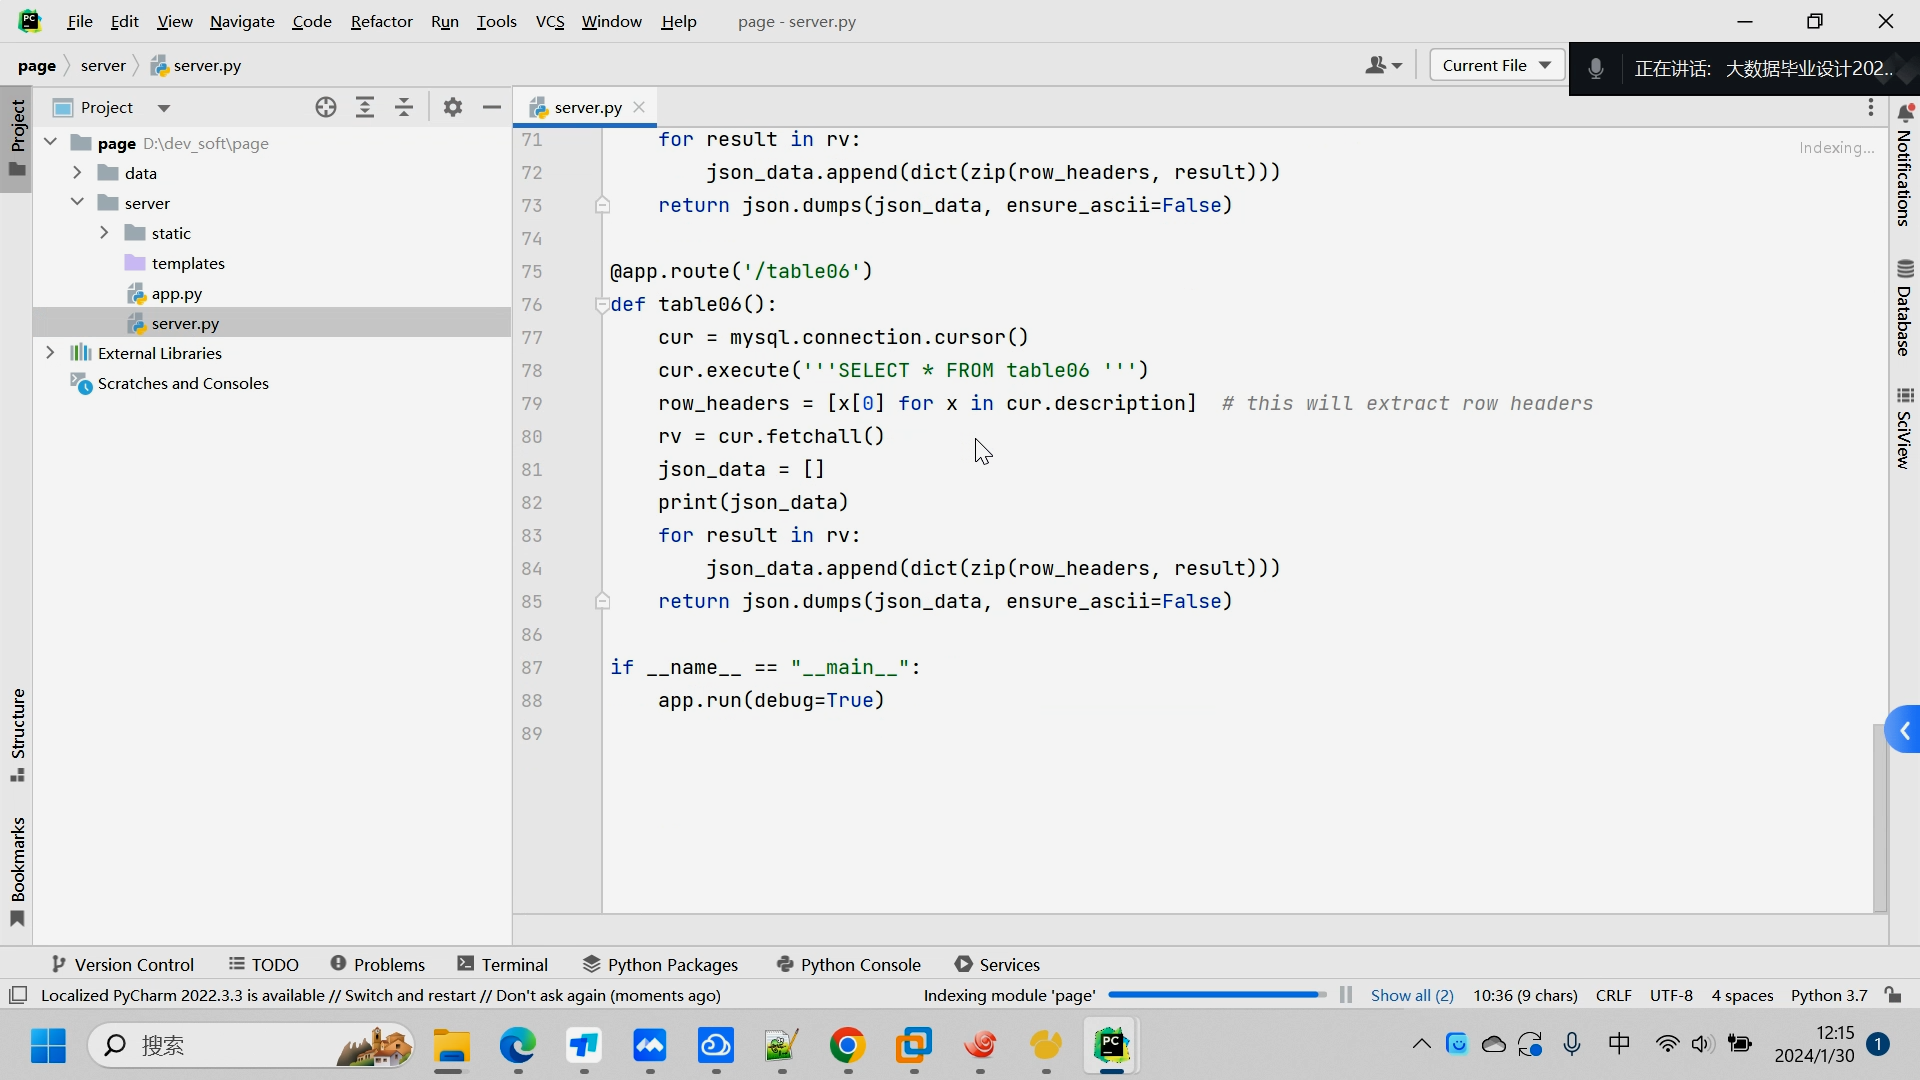 PC
File Edit View Navigate Code Refactor Run Tools VCS Window Help page - server.py
page server server.py
Current File
正在讲话: 大数据毕业设计202...
Project
Project
server.py
page D:\dev_soft\page
data
server
static
templates
app.py
server.py
External Libraries
Scratches and Consoles
Indexing...
71 for result in rv:
72 json_data.append(dict(zip(row_headers, result)))
73 return json.dumps(json_data, ensure_ascii=False)
74
75 @app.route('/table06')
76 def table06():
77 cur = mysql.connection.cursor()
78 cur.execute('''SELECT * FROM table06 ''')
79 row_headers = [x[0] for x in cur.description] # this will extract row headers
80 rv = cur.fetchall()
81 json_data = []
82 print(json_data)
83 for result in rv:
84 json_data.append(dict(zip(row_headers, result)))
85 return json.dumps(json_data, ensure_ascii=False)
86
87 if __name__ == "__main__":
88 app.run(debug=True)
89
Notifications
Database
SciView
Structure
Bookmarks
Version Control TODO Problems Terminal Python Packages Python Console Services
Localized PyCharm 2022.3.3 is available // Switch and restart // Don't ask again (moments ago) Indexing module 'page' Show all (2) 10:36 (9 chars) CRLF UTF-8 4 spaces Python 3.7
搜索
PC
中
12:15
2024/1/30
1